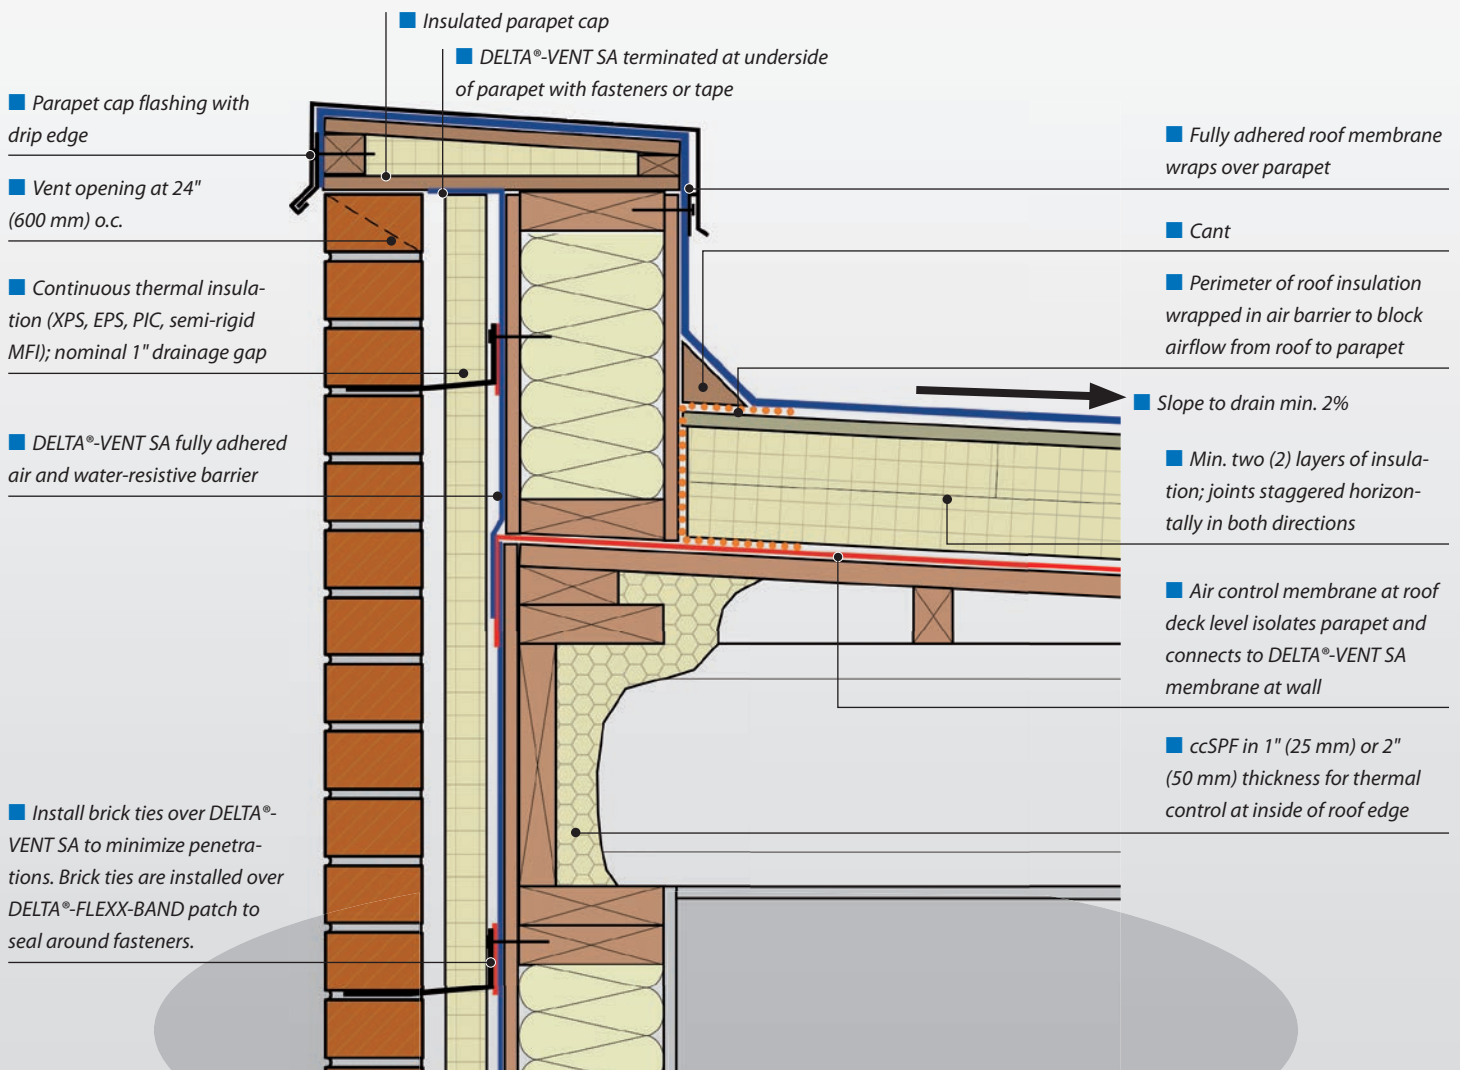 Insulated parapet cap
DELTA®-VENT SA terminated at underside
of parapet with fasteners or tape
Parapet cap flashing with
drip edge
Vent opening at 24"
(600 mm) o.c.
Continuous thermal insula-
tion (XPS, EPS, PIC, semi-rigid
MFI); nominal 1" drainage gap
DELTA®-VENT SA fully adhered
air and water-resistive barrier
Install brick ties over DELTA®-
VENT SA to minimize penetra-
tions. Brick ties are installed over
DELTA®-FLEXX-BAND patch to
seal around fasteners.
Fully adhered roof membrane
wraps over parapet
Cant
Perimeter of roof insulation
wrapped in air barrier to block
airflow from roof to parapet
Slope to drain min. 2%
Min. two (2) layers of insula-
tion; joints staggered horizon-
tally in both directions
Air control membrane at roof
deck level isolates parapet and
connects to DELTA®-VENT SA
membrane at wall
ccSPF in 1" (25 mm) or 2"
(50 mm) thickness for thermal
control at inside of roof edge